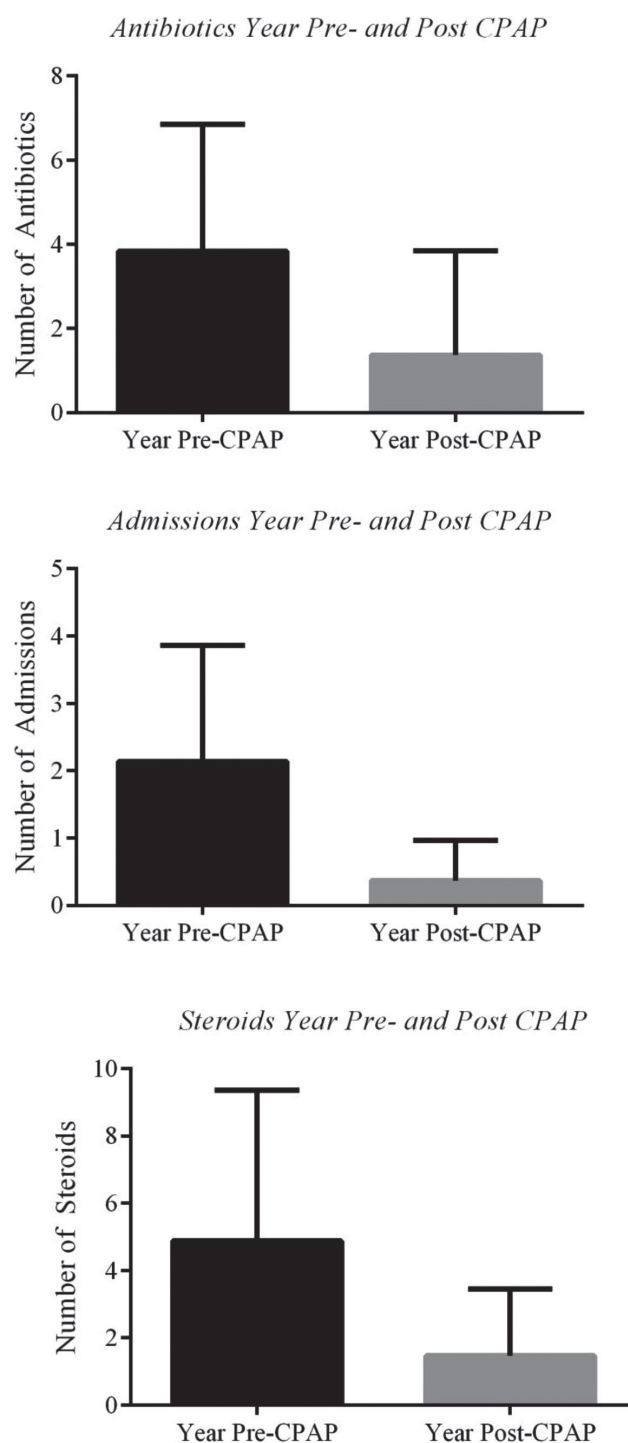 Antibiotics Year Pre- and Post CPAP
Number of Antibiotics
8
6
4
2
0
Year Pre-CPAP Year Post-CPAP
Admissions Year Pre- and Post CPAP
Number of Admissions
5
4
3
2
1
0
Year Pre-CPAP Year Post-CPAP
Steroids Year Pre- and Post CPAP
Number of Steroids
10
8
6
4
2
0
Year Pre-CPAP Year Post-CPAP